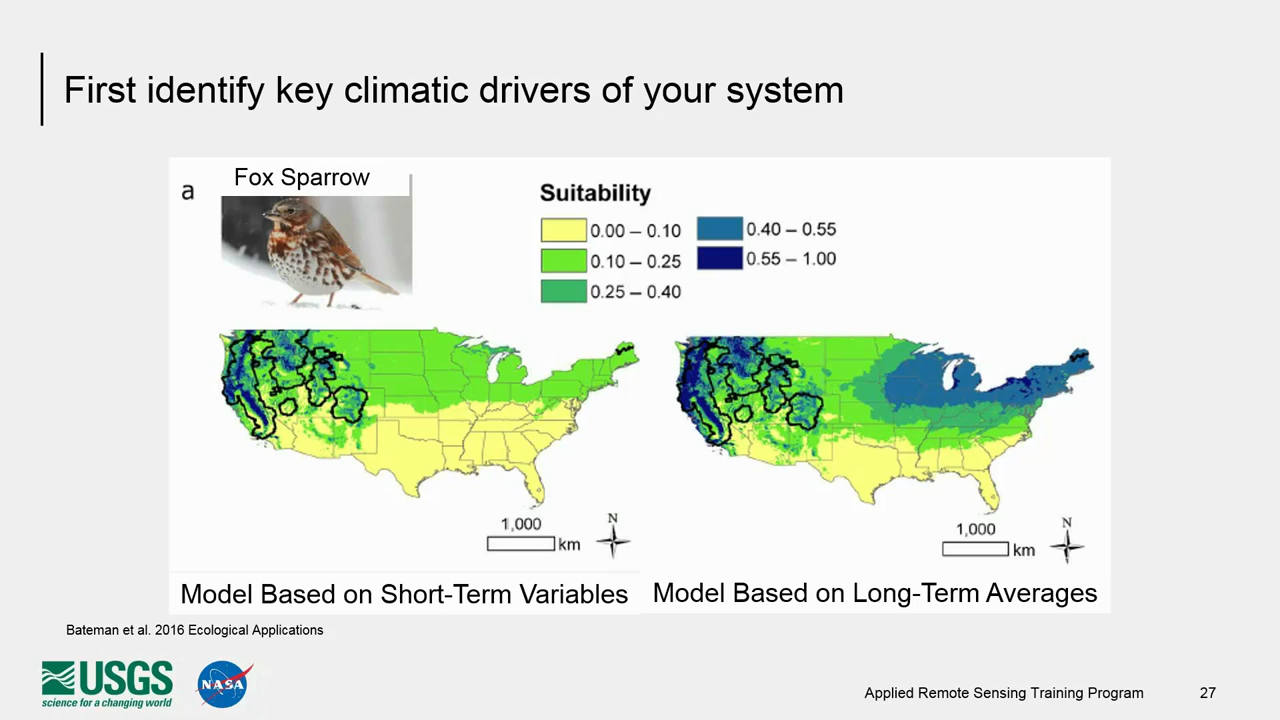 First identify key climatic drivers of your system
a
Fox Sparrow
Suitability
0.00 – 0.10
0.40 – 0.55
0.10 – 0.25
0.55 – 1.00
0.25 – 0.40
1,000
km
N
1,000
km
N
Model Based on Short-Term Variables
Model Based on Long-Term Averages
Bateman et al. 2016 Ecological Applications
USGS
science for a changing world
NASA
Applied Remote Sensing Training Program
27